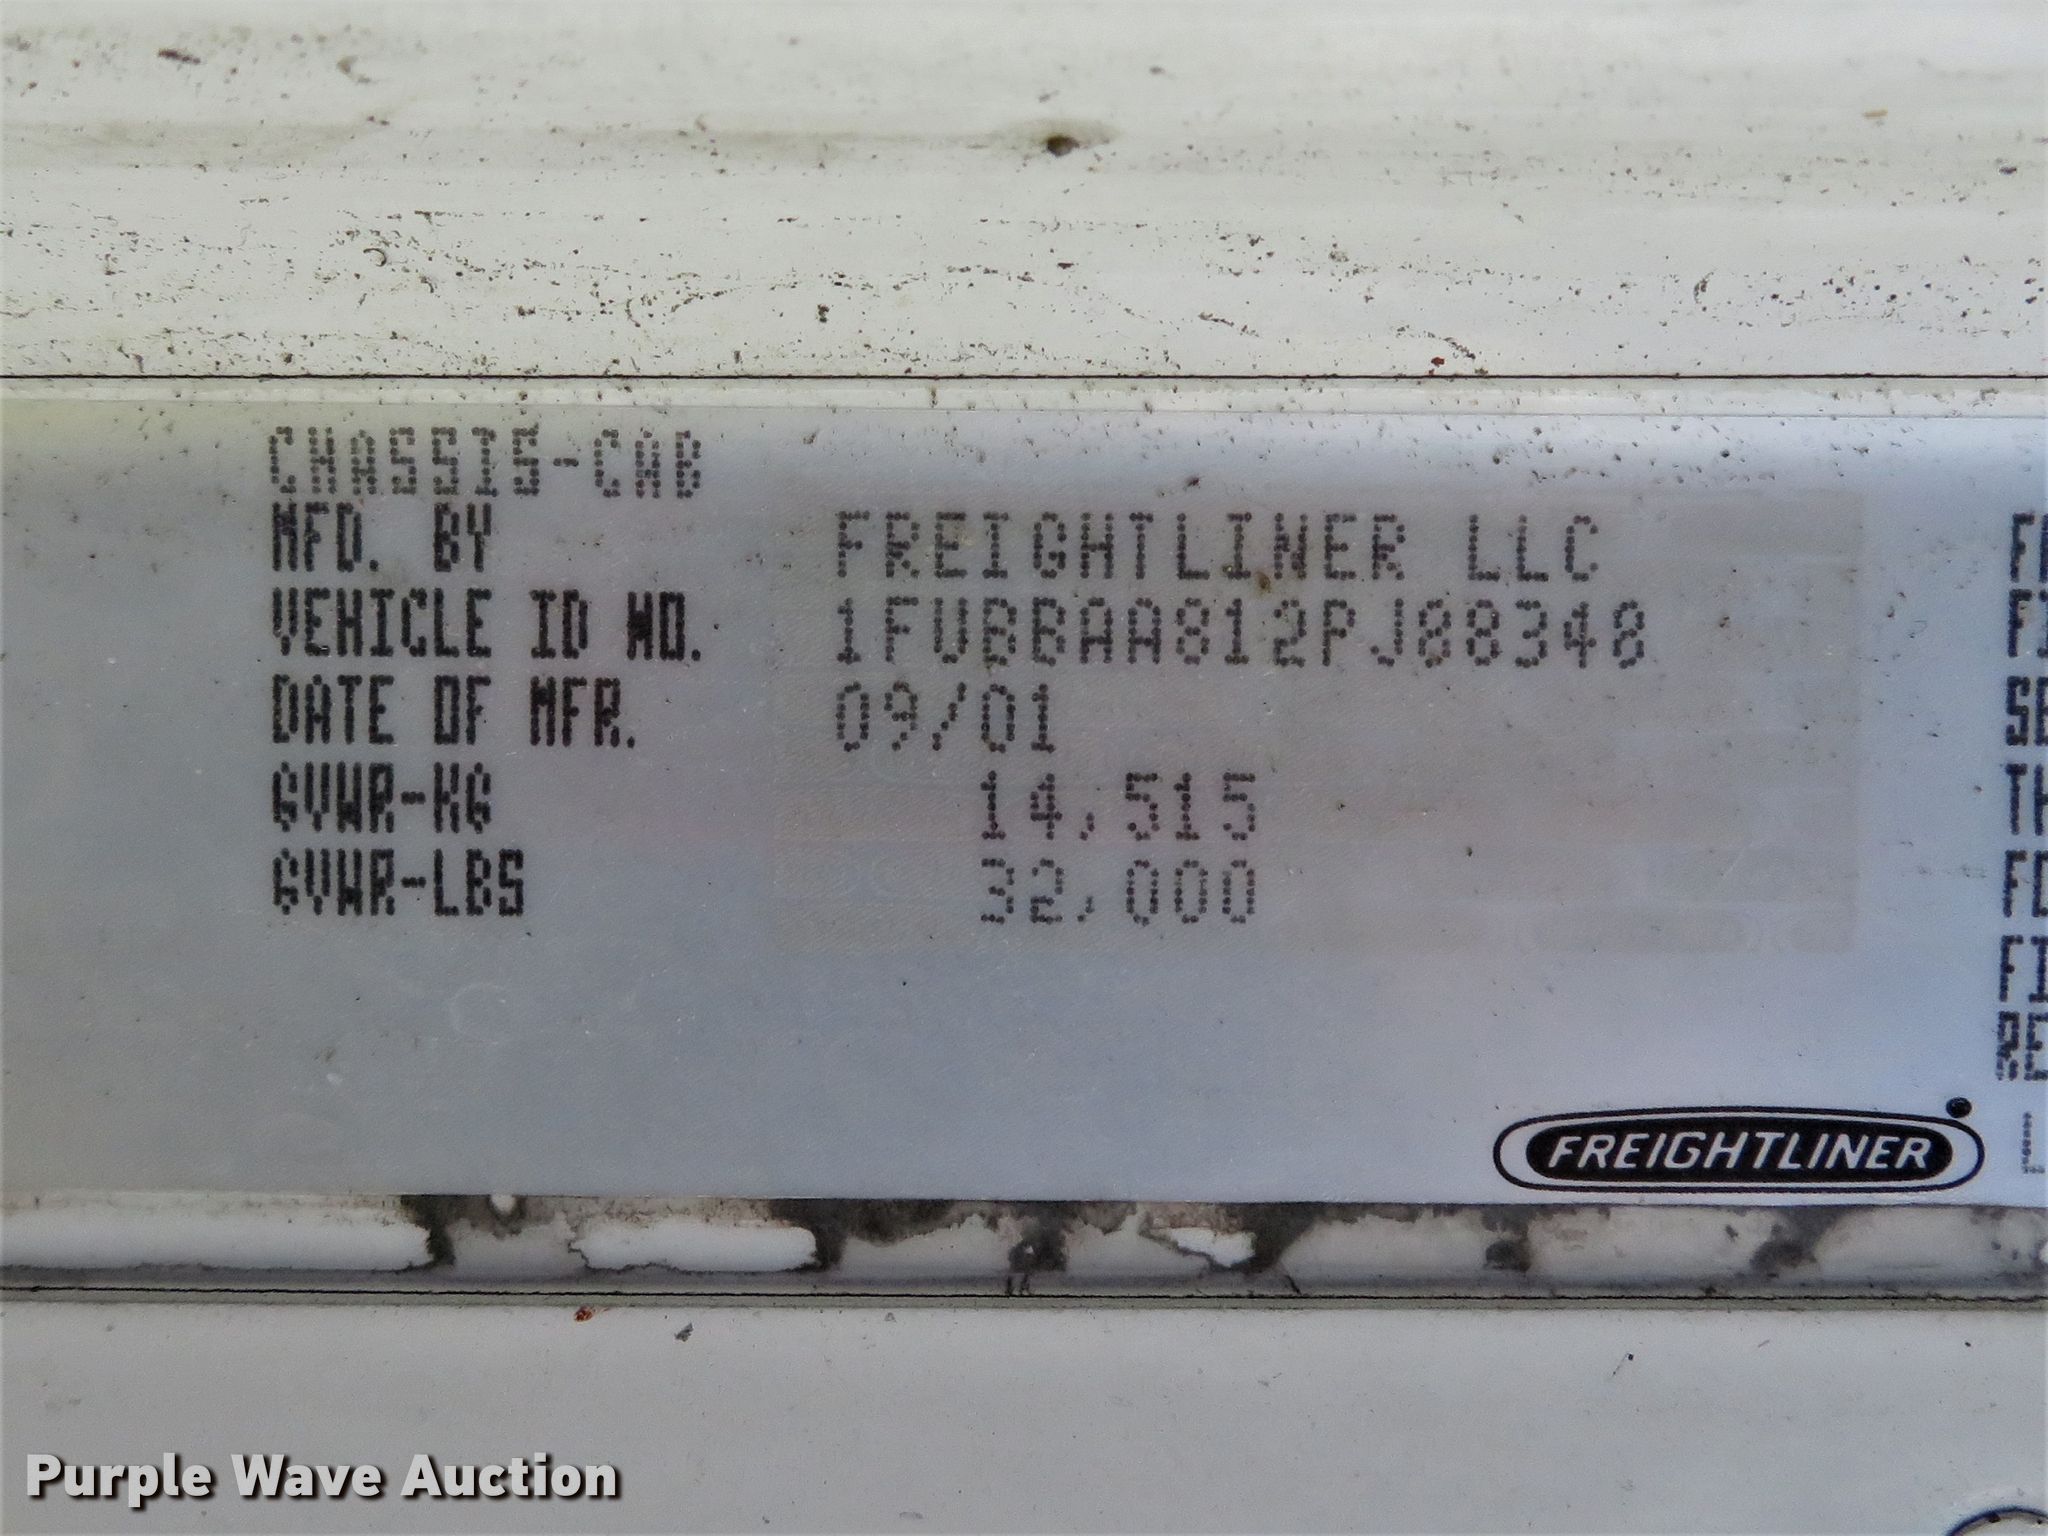 CHASSIS-CAB
MFD. BY FREIGHTLINER LLC
VEHICLE ID NO. 1FVBBAA812PJ88348
DATE OF MFR. 09/01
GVWR-KG 14,515
GVWR-LBS 32,000
FREIGHTLINER
Purple Wave Auction